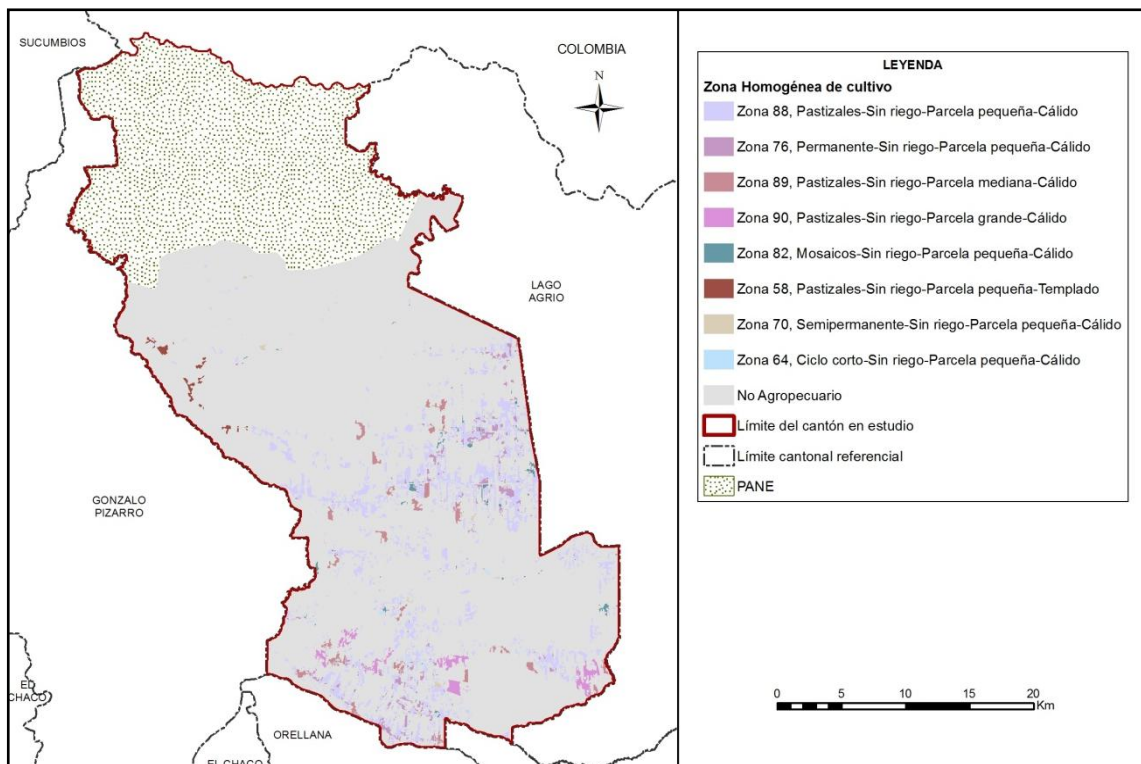 SUCUMBIOS
COLOMBIA
N
LAGO
AGRIO
GONZALO
PIZARRO
ED
CHACO
ORELLANA
EL CHACO
LEYENDA
Zona Homogénea de cultivo
Zona 88, Pastizales-Sin riego-Parcela pequeña-Cálido
Zona 76, Permanente-Sin riego-Parcela pequeña-Cálido
Zona 89, Pastizales-Sin riego-Parcela mediana-Cálido
Zona 90, Pastizales-Sin riego-Parcela grande-Cálido
Zona 82, Mosaicos-Sin riego-Parcela pequeña-Cálido
Zona 58, Pastizales-Sin riego-Parcela pequeña-Templado
Zona 70, Semipermanente-Sin riego-Parcela pequeña-Cálido
Zona 64, Ciclo corto-Sin riego-Parcela pequeña-Cálido
No Agropecuario
Límite del cantón en estudio
Límite cantonal referencial
PANE
0 5 10 15 20
Km